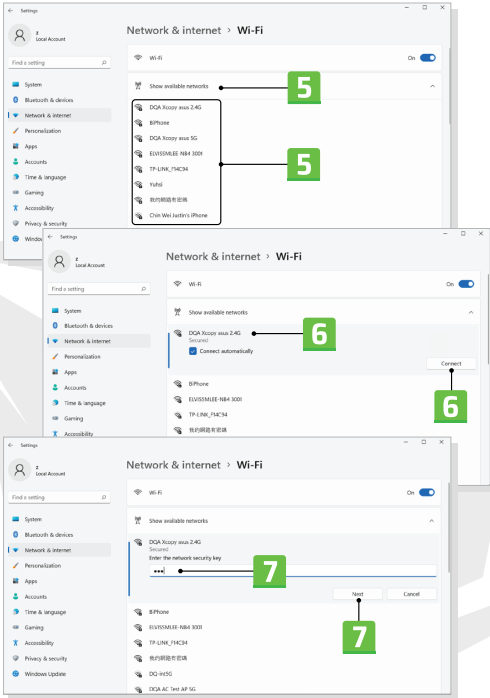 ← Settings
z
Local Account
Find a setting
System
Bluetooth & devices
Network & internet
Personalization
Apps
Accounts
Time & language
Gaming
Accessibility
Privacy & security
Windows
Network & internet > Wi-Fi
Wi-Fi
On
Show available networks
5
DQA Xcopy asus 2.4G
BiPhone
DQA Xcopy asus 5G
ELVISSMLEE-NB4 3001
TP-LINK_F14C94
5
Yuhsi
我的網路有密碼
Chin Wei Justin's iPhone
← Settings
z
Local Account
Find a setting
System
Bluetooth & devices
Network & internet
Personalization
Apps
Accounts
Time & language
Gaming
Accessibility
Network & internet > Wi-Fi
Wi-Fi
On
Show available networks
DQA Xcopy asus 2.4G
6
Secured
Connect automatically
Connect
6
BiPhone
ELVISSMLEE-NB4 3001
TP-LINK_F14C94
我的網路有密碼
← Settings
z
Local Account
Find a setting
System
Bluetooth & devices
Network & internet
Personalization
Apps
Accounts
Time & language
Gaming
Accessibility
Privacy & security
Windows Update
Network & internet > Wi-Fi
Wi-Fi
On
Show available networks
DQA Xcopy asus 2.4G
Secured
Enter the network security key
•••
7
Next
Cancel
7
BiPhone
ELVISSMLEE-NB4 3001
TP-LINK_F14C94
我的網路有密碼
DQ-int5G
DQA AC Test AP 5G